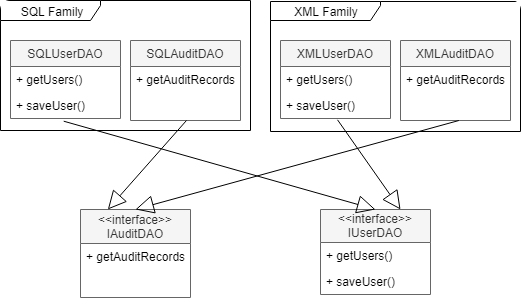 SQL Family
SQLUserDAO
+ getUsers()
+ saveUser()
SQLAuditDAO
+ getAuditRecords
XML Family
XMLUserDAO
+ getUsers()
+ saveUser()
XMLAuditDAO
+ getAuditRecords
<<interface>>
IAuditDAO
+ getAuditRecords
<<interface>>
IUserDAO
+ getUsers()
+ saveUser()